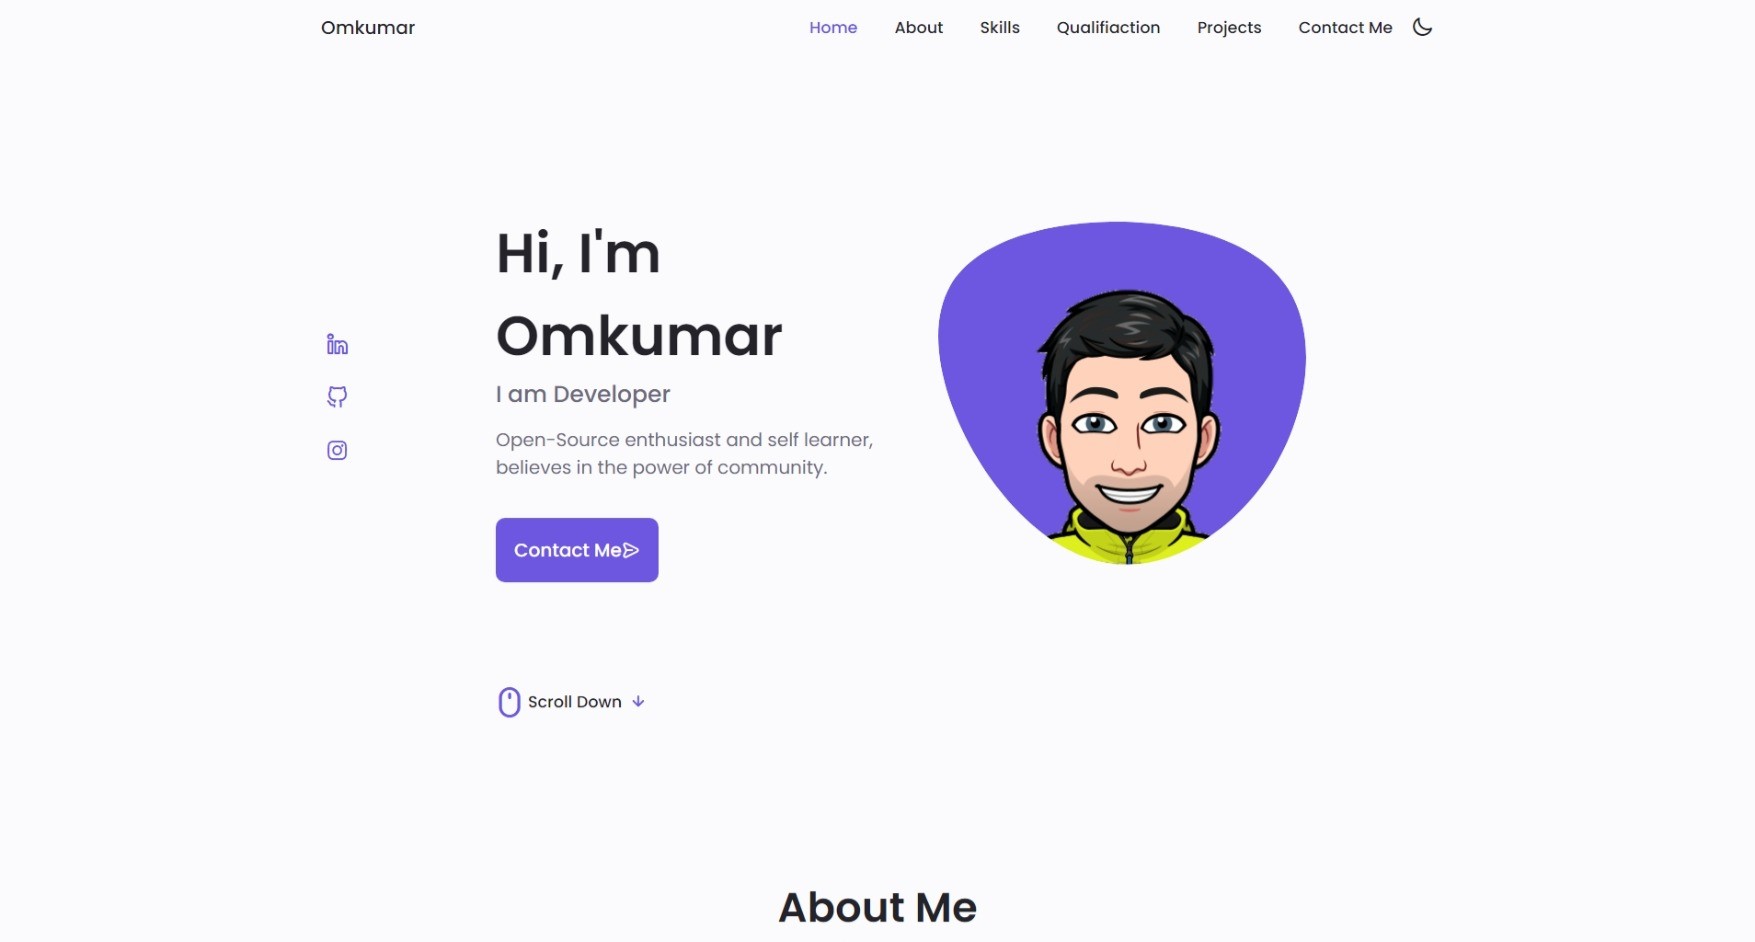 Omkumar
Home About Skills Qualifiaction Projects Contact Me
Hi, I'm
Omkumar
I am Developer
Open-Source enthusiast and self learner,
believes in the power of community.
Contact Me
Scroll Down
About Me